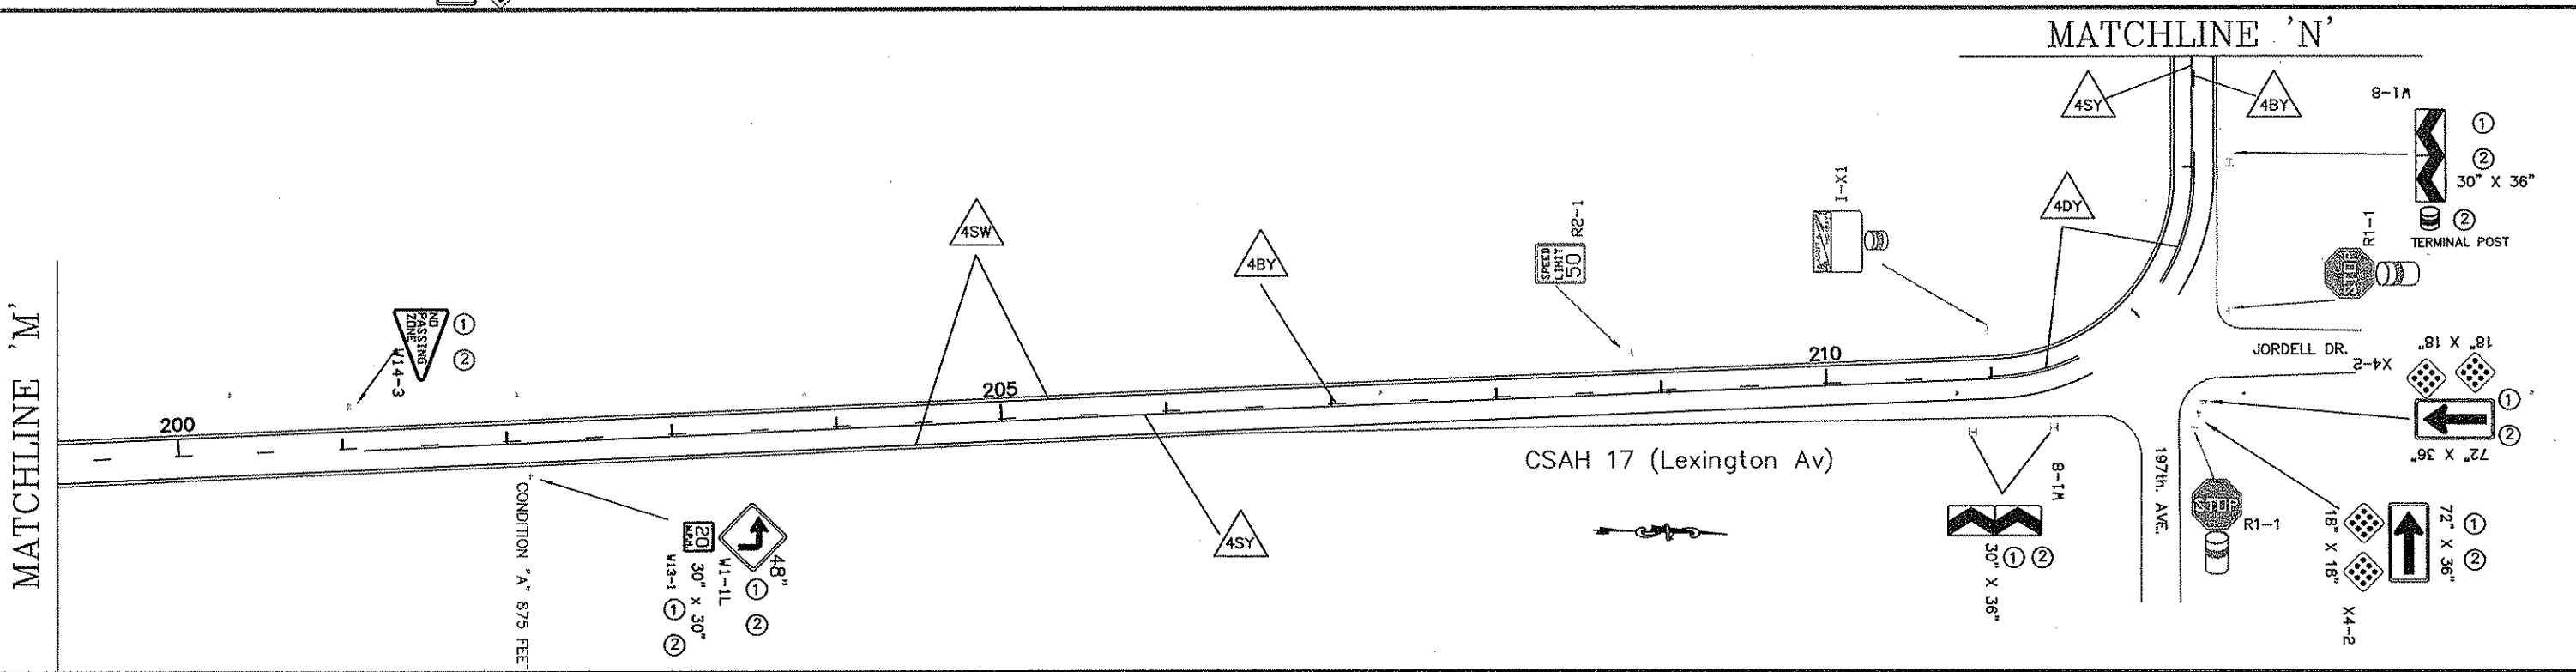 MATCHLINE 'N'
4SY
4BY
W1-8
①
②
30" X 36"
②
TERMINAL POST
I-X1
4DY
R2-1
SPEED
LIMIT
50
4SW
4BY
R1-1
STOP
MATCHLINE 'M'
NO
PASSING
ZONE
①
②
W14-3
200
205
210
JORDELL DR.
18" X 18"
X4-2
①
②
72" X 36"
CSAH 17 (Lexington Av)
197th. AVE.
CONDITION "A" 875 FEE
20
M.P.H.
W13-1
①
②
30" x 30"
W1-1L
48"
①
②
4SY
W1-8
30" X 36"
①
②
STOP
R1-1
18" X 18"
72" X 36"
①
②
X4-2